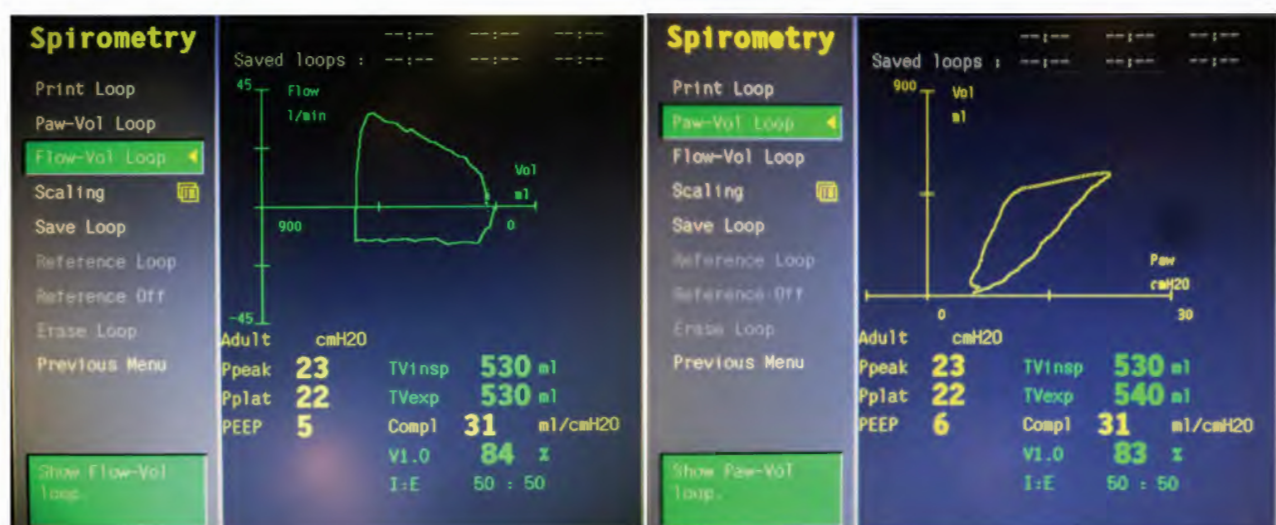 Spirometry
--:-- --:-- --:--
Saved loops : --:-- --:-- --:--
Print Loop
Paw-Vol Loop
Flow-Vol Loop
Scaling
Save Loop
Reference Loop
Reference Off
Erase Loop
Previous Menu
Show Flow-Vol
loop.
45 Flow
l/min
Vol
ml
900 0
-45
Adult cmH2O
Ppeak 23 TVinsp 530 ml
Pplat 22 TVexp 530 ml
PEEP 5 Compl 31 ml/cmH2O
V1.0 84 %
I:E 50 : 50
Spirometry
--:-- --:-- --:--
Saved loops : --:-- --:-- --:--
Print Loop
Paw-Vol Loop
Flow-Vol Loop
Scaling
Save Loop
Reference Loop
Reference Off
Erase Loop
Previous Menu
Show Paw-Vol
loop.
900 Vol
ml
Paw
cmH2O
0 30
Adult cmH2O
Ppeak 23 TVinsp 530 ml
Pplat 22 TVexp 540 ml
PEEP 6 Compl 31 ml/cmH2O
V1.0 83 %
I:E 50 : 50